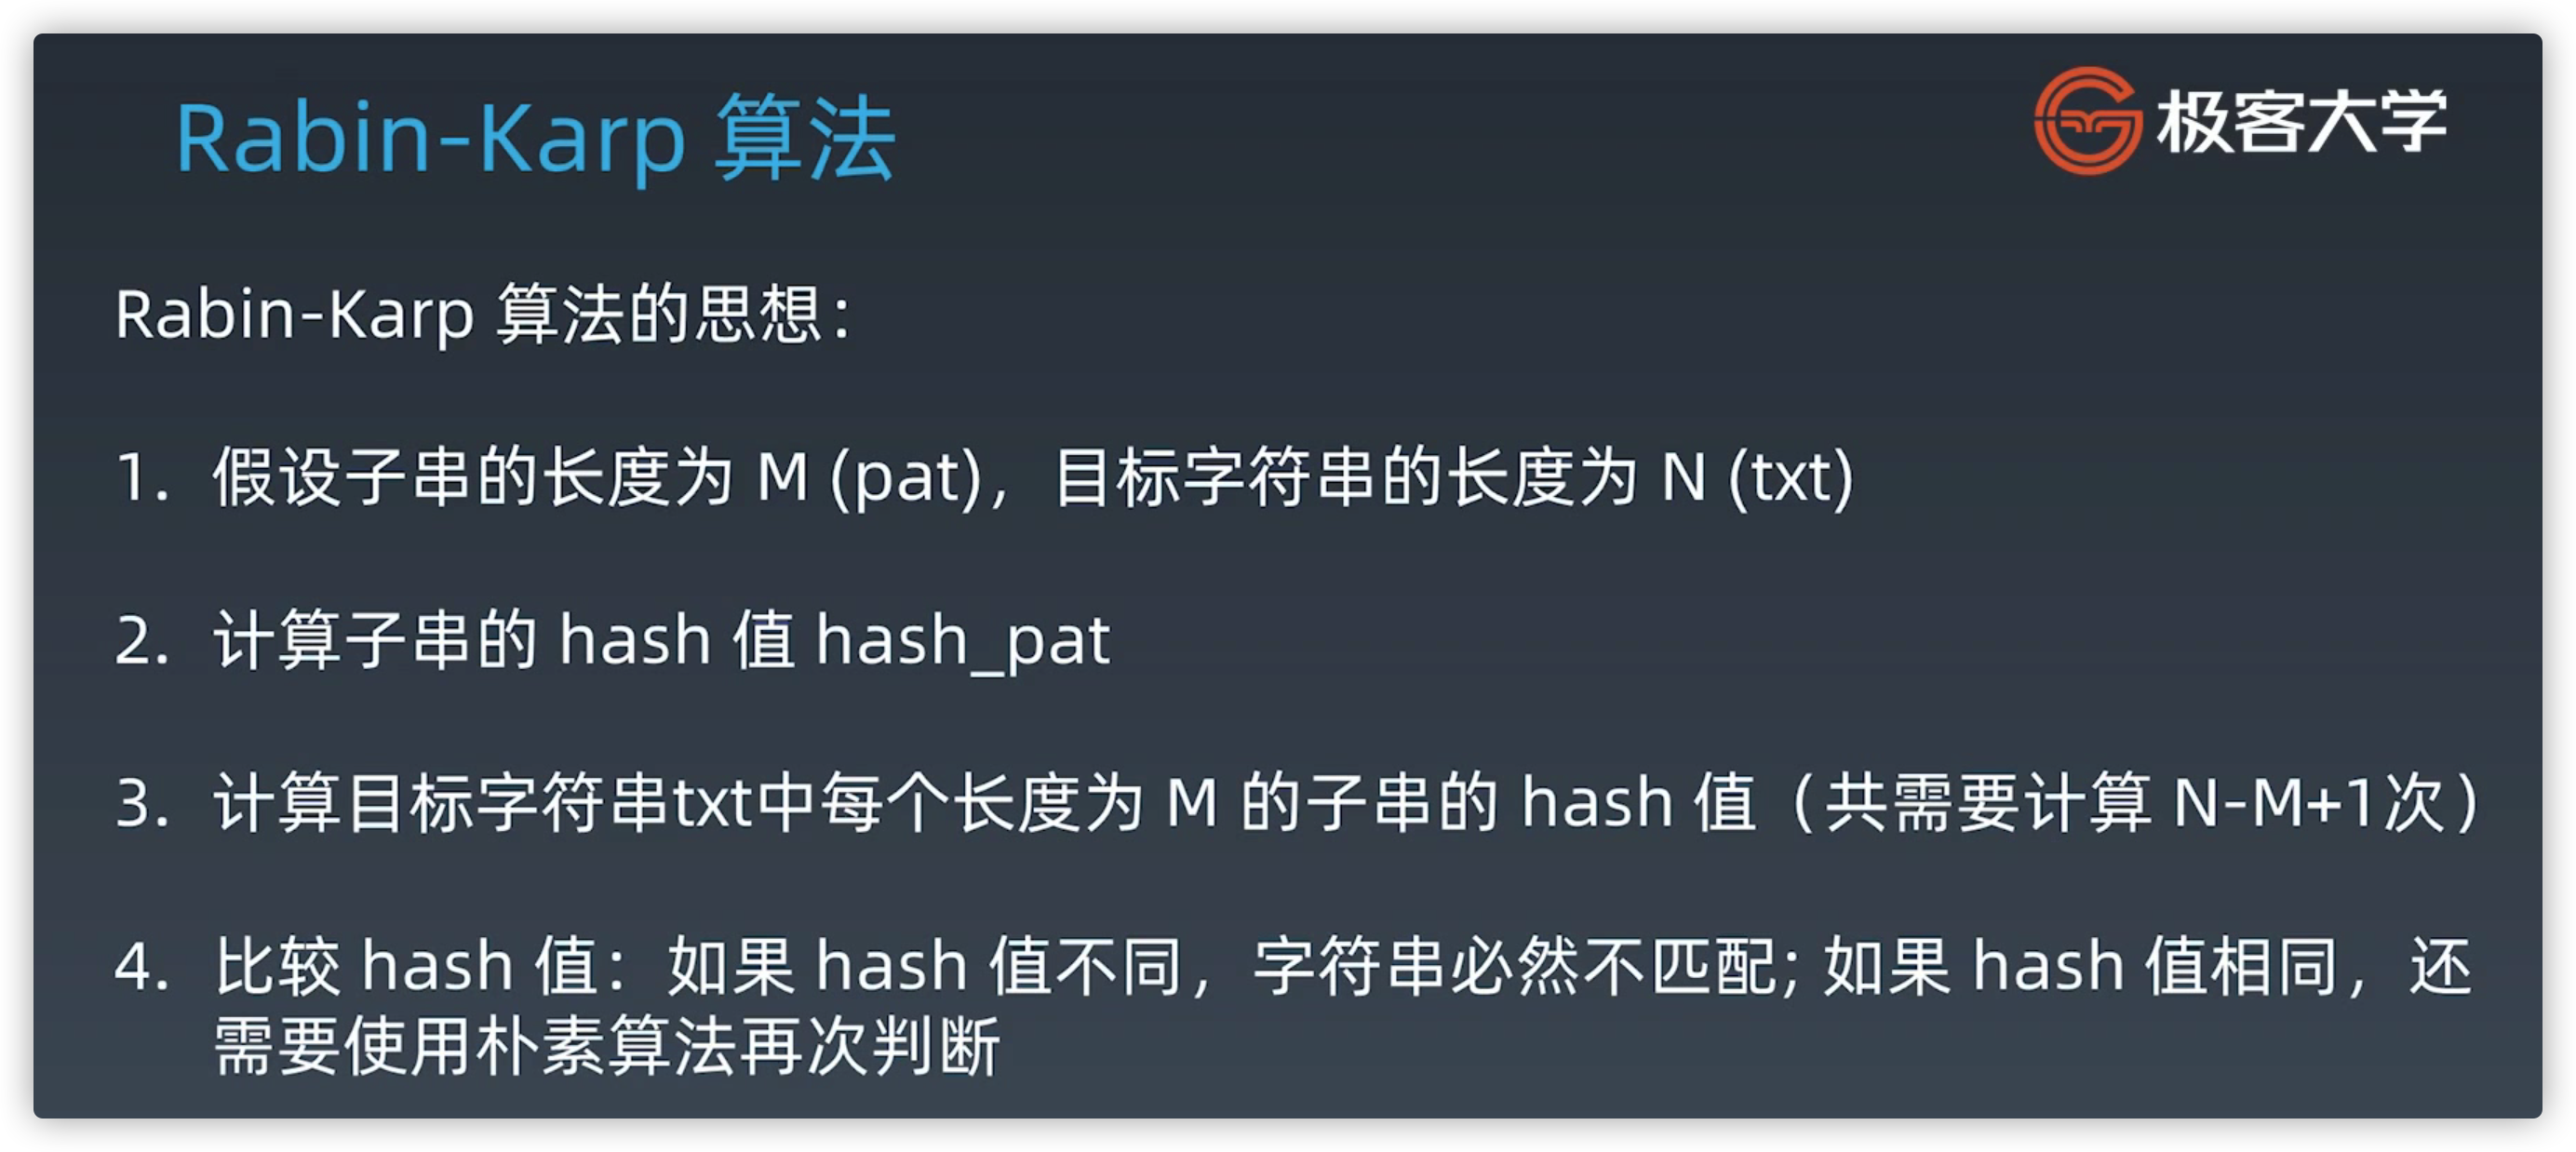 Rabin-Karp 算法
极客大学
Rabin-Karp 算法的思想：
1. 假设子串的长度为 M (pat)，目标字符串的长度为 N (txt)
2. 计算子串的 hash 值 hash_pat
3. 计算目标字符串txt中每个长度为 M 的子串的 hash 值（共需要计算 N-M+1次）
4. 比较 hash 值：如果 hash 值不同，字符串必然不匹配; 如果 hash 值相同，还
需要使用朴素算法再次判断